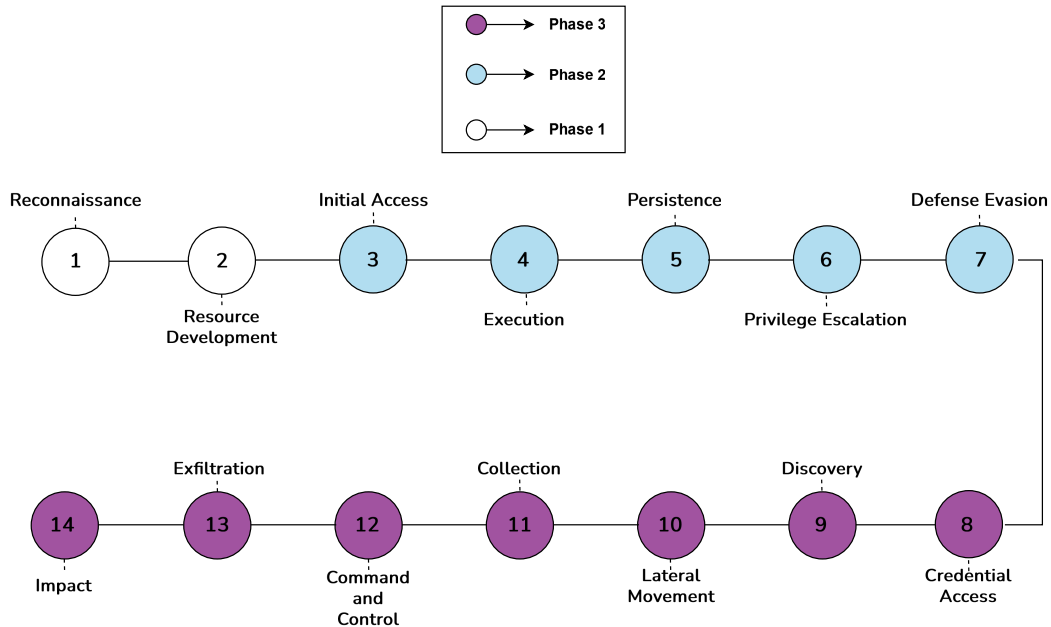 Phase 3
Phase 2
Phase 1
Reconnaissance
Initial Access
Persistence
Defense Evasion
1
2
3
4
5
6
7
Resource
Development
Execution
Privilege Escalation
Exfiltration
Collection
Discovery
14
13
12
11
10
9
8
Impact
Command
and
Control
Lateral
Movement
Credential
Access